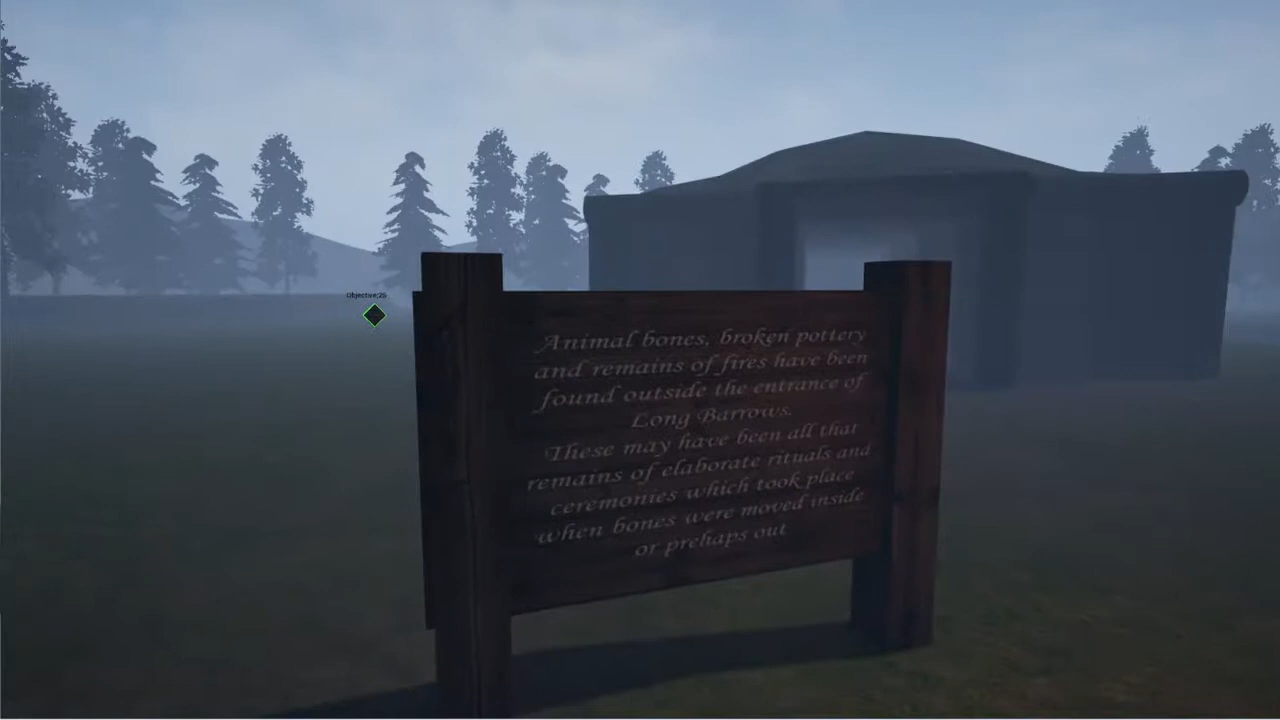 Objective:25
Animal bones, broken pottery
and remains of fires have been
found outside the entrance of
Long Barrows.
These may have been all that
remains of elaborate rituals and
ceremonies which took place
when bones were moved inside
or prehaps out